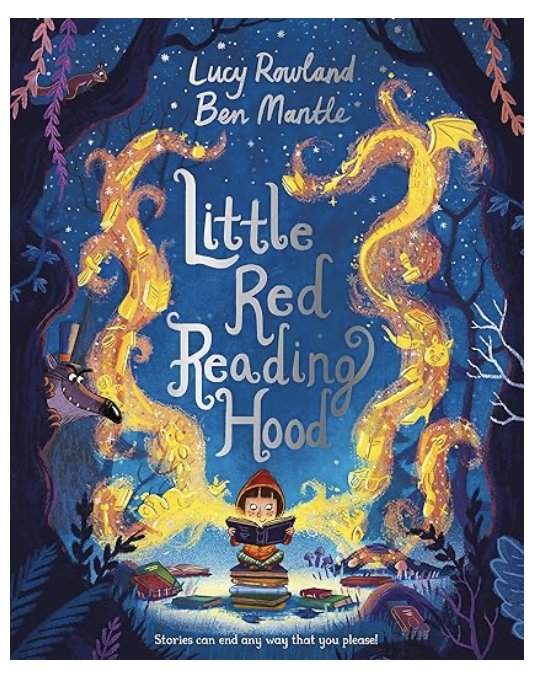 Lucy Rowland
Ben Mantle
Little
Red
Reading
Hood
Stories can end any way that you please!